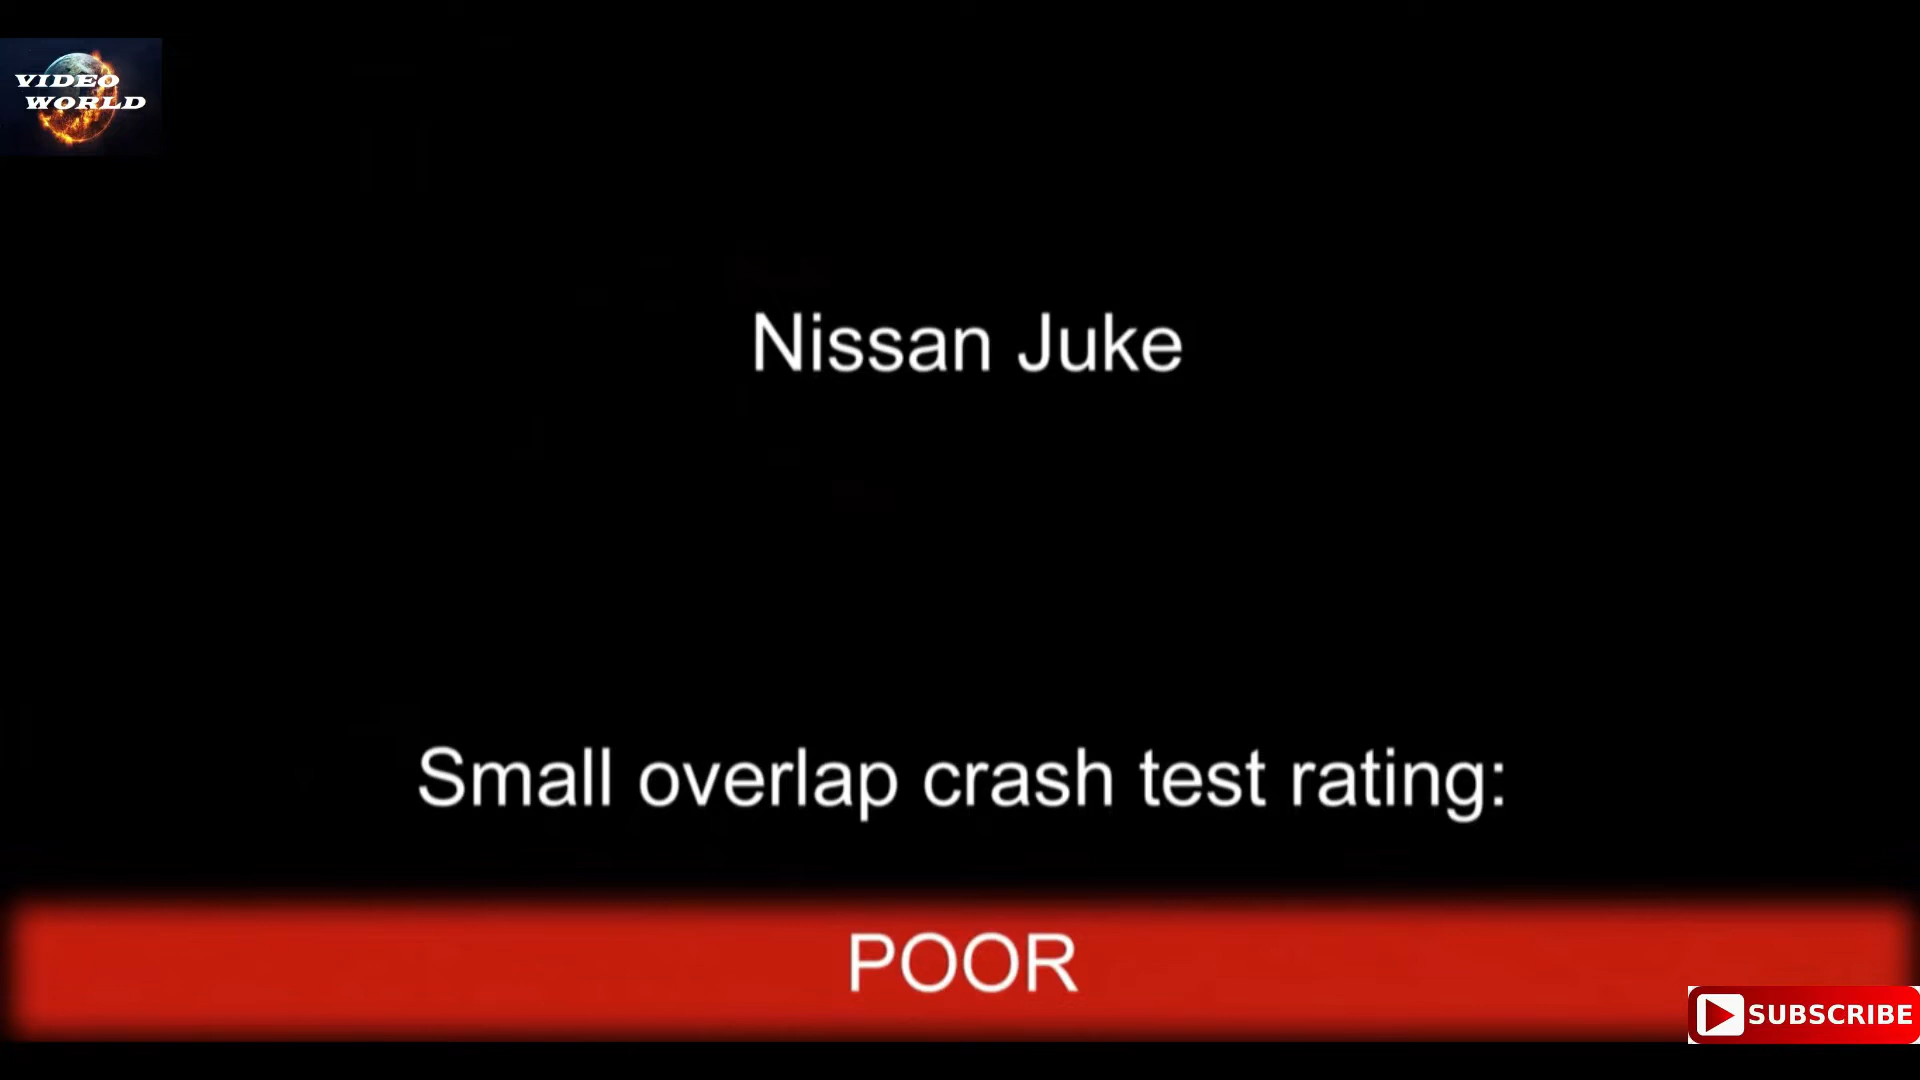 VIDEO
WORLD
Nissan Juke
Small overlap crash test rating:
POOR
SUBSCRIBE